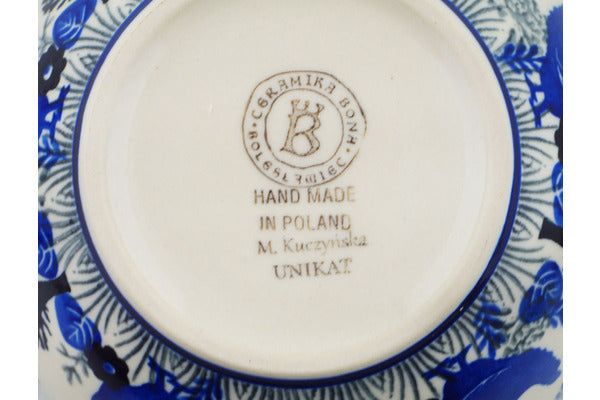 CERAMIKA BONA • BOLESŁAWIEC •
B
HAND MADE
IN POLAND
M. Kuczyńska
UNIKAT